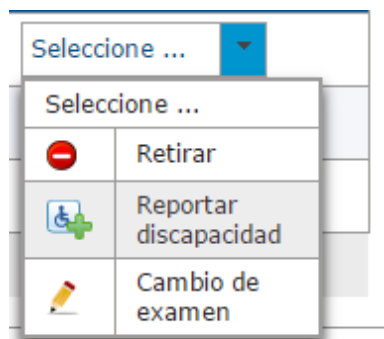 Seleccione ...
Seleccione ...
Retirar
Reportar
discapacidad
Cambio de
examen